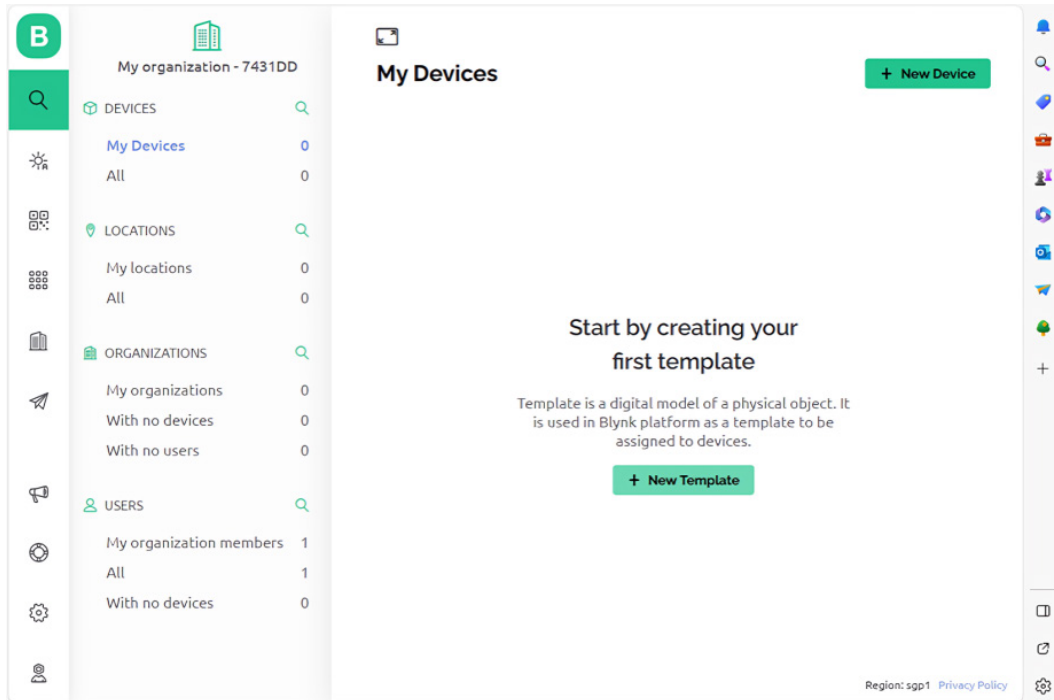 B
My organization - 7431DD
DEVICES
My Devices 0
All 0
LOCATIONS
My locations 0
All 0
ORGANIZATIONS
My organizations 0
With no devices 0
With no users 0
USERS
My organization members 1
All 1
With no devices 0
My Devices
+ New Device
Start by creating your
first template
Template is a digital model of a physical object. It
is used in Blynk platform as a template to be
assigned to devices.
+ New Template
Region: sgp1 Privacy Policy